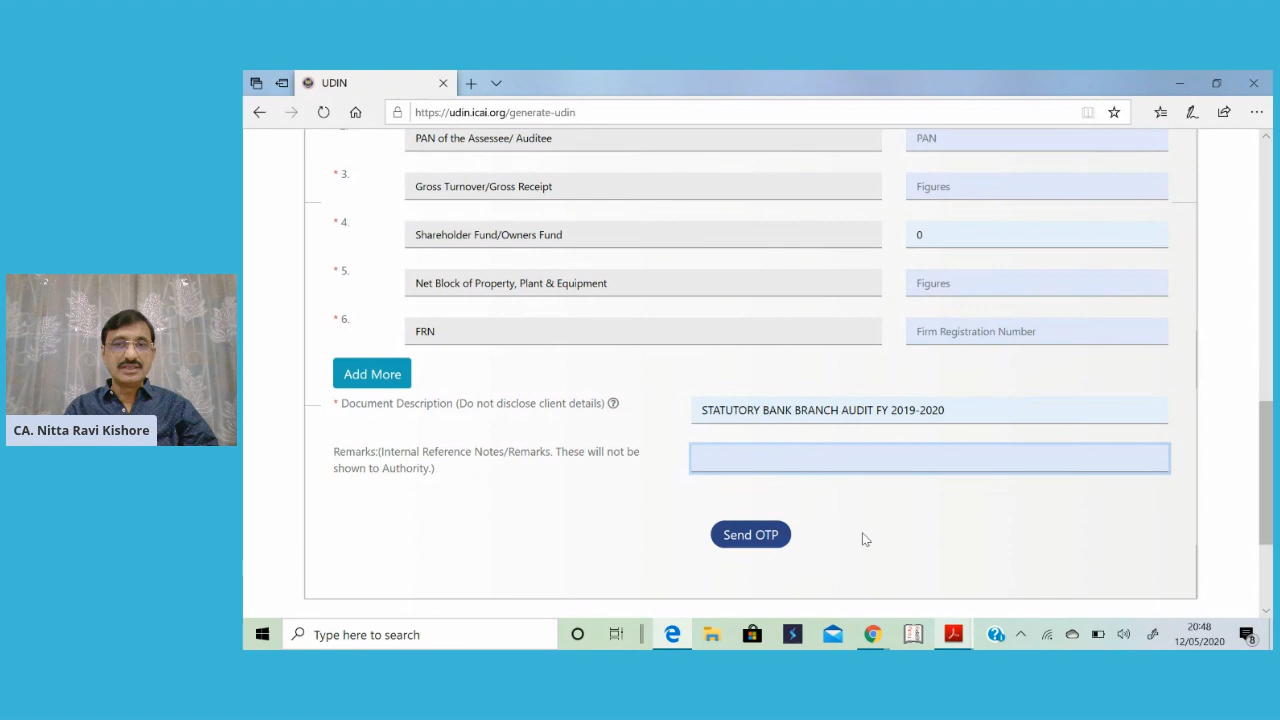 UDIN
https://udin.icai.org/generate-udin
PAN of the Assessee/ Auditee
PAN
* 3.
Gross Turnover/Gross Receipt
Figures
* 4.
Shareholder Fund/Owners Fund
0
* 5.
Net Block of Property, Plant & Equipment
Figures
* 6.
FRN
Firm Registration Number
Add More
* Document Description (Do not disclose client details)
STATUTORY BANK BRANCH AUDIT FY 2019-2020
Remarks:(Internal Reference Notes/Remarks. These will not be
shown to Authority.)
CA. Nitta Ravi Kishore
Send OTP
Type here to search
20:48
12/05/2020
8